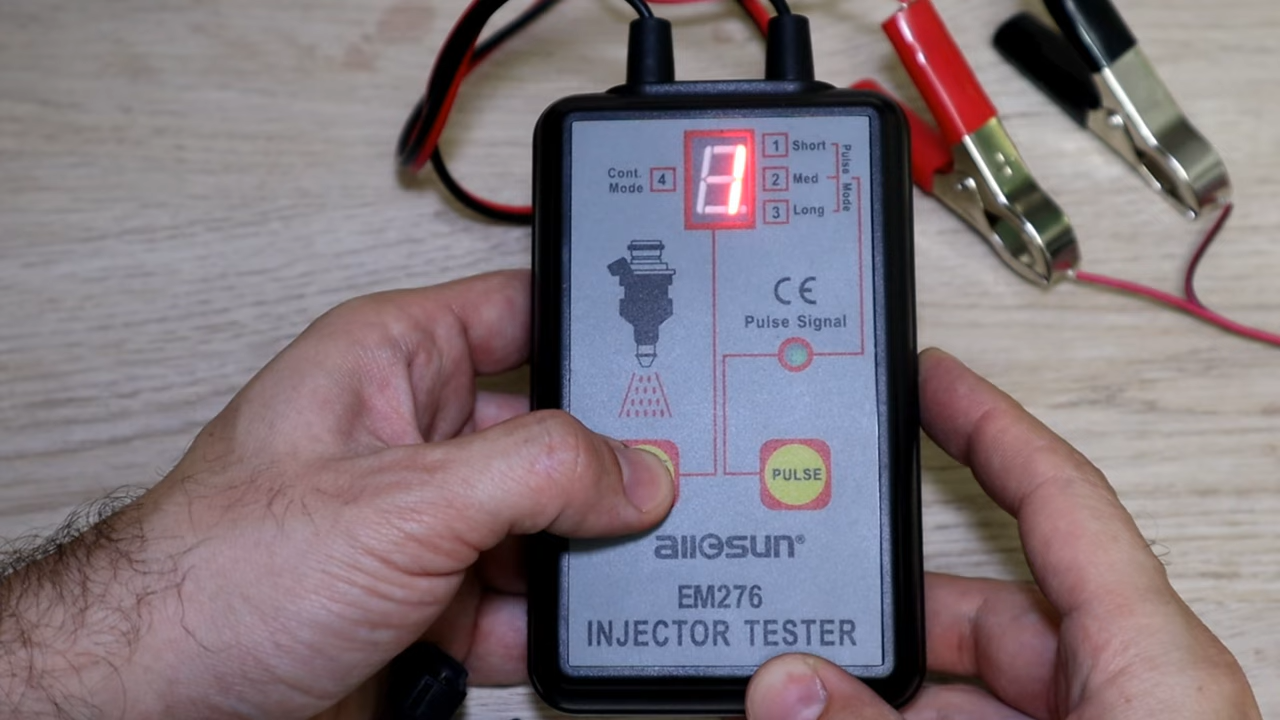 1
1 Short
Cont.
Mode 4
2 Med
3 Long
Pulse Mode
CE
Pulse Signal
PULSE
allosun®
EM276
INJECTOR TESTER